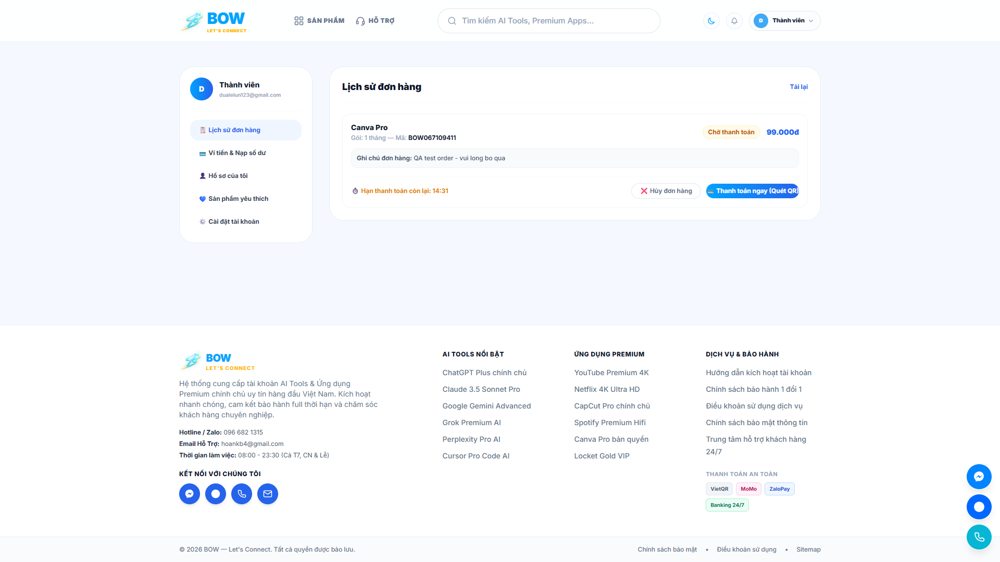 BOW
LET'S CONNECT
SẢN PHẨM
HỖ TRỢ
Tìm kiếm AI Tools, Premium Apps...
D
Thành viên
D
Thành viên
dualelun123@gmail.com
Lịch sử đơn hàng
Ví tiền & Nạp số dư
Hồ sơ của tôi
Sản phẩm yêu thích
Cài đặt tài khoản
Lịch sử đơn hàng
Tải lại
Canva Pro
Gói: 1 tháng — Mã: BOW067109411
Chờ thanh toán
99.000đ
Ghi chú đơn hàng: QA test order - vui long bo qua
Hạn thanh toán còn lại: 14:31
Hủy đơn hàng
Thanh toán ngay (Quét QR)
BOW
LET'S CONNECT
Hệ thống cung cấp tài khoản AI Tools & Ứng dụng
Premium chính chủ uy tín hàng đầu Việt Nam. Kích hoạt
nhanh chóng, cam kết bảo hành full thời hạn và chăm sóc
khách hàng chuyên nghiệp.
Hotline / Zalo: 096 682 1315
Email Hỗ Trợ: hoankb4@gmail.com
Thời gian làm việc: 08:00 - 23:30 (Cả T7, CN & Lễ)
KẾT NỐI VỚI CHÚNG TÔI
AI TOOLS NỔI BẬT
ChatGPT Plus chính chủ
Claude 3.5 Sonnet Pro
Google Gemini Advanced
Grok Premium AI
Perplexity Pro AI
Cursor Pro Code AI
ỨNG DỤNG PREMIUM
YouTube Premium 4K
Netflix 4K Ultra HD
CapCut Pro chính chủ
Spotify Premium Hifi
Canva Pro bản quyền
Locket Gold VIP
DỊCH VỤ & BẢO HÀNH
Hướng dẫn kích hoạt tài khoản
Chính sách bảo hành 1 đổi 1
Điều khoản sử dụng dịch vụ
Chính sách bảo mật thông tin
Trung tâm hỗ trợ khách hàng
24/7
THANH TOÁN AN TOÀN
VietQR
MoMo
ZaloPay
Banking 24/7
© 2026 BOW — Let's Connect. Tất cả quyền được bảo lưu.
Chính sách bảo mật • Điều khoản sử dụng • Sitemap